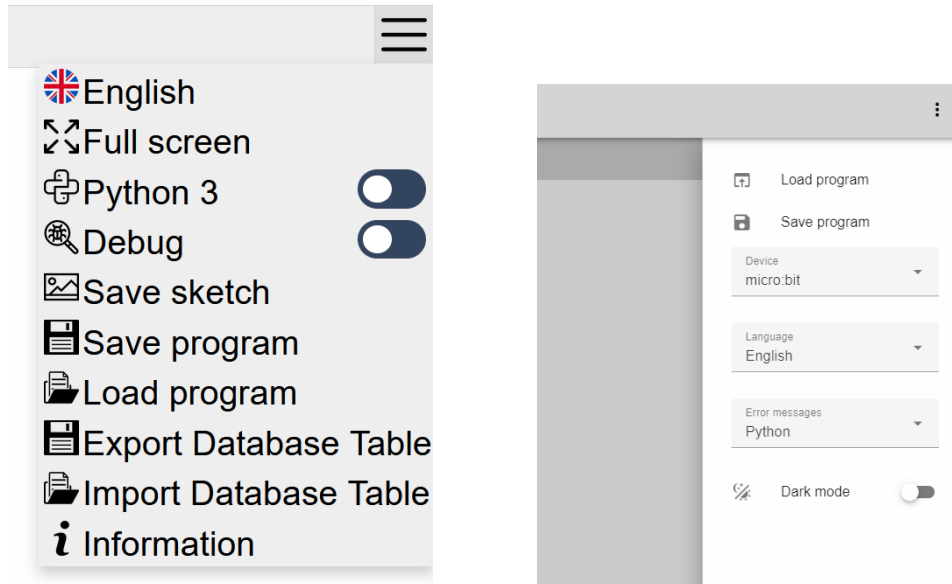 English
Full screen
Python 3
Debug
Save sketch
Save program
Load program
Export Database Table
Import Database Table
Information
Load program
Save program
Device
micro:bit
Language
English
Error messages
Python
Dark mode